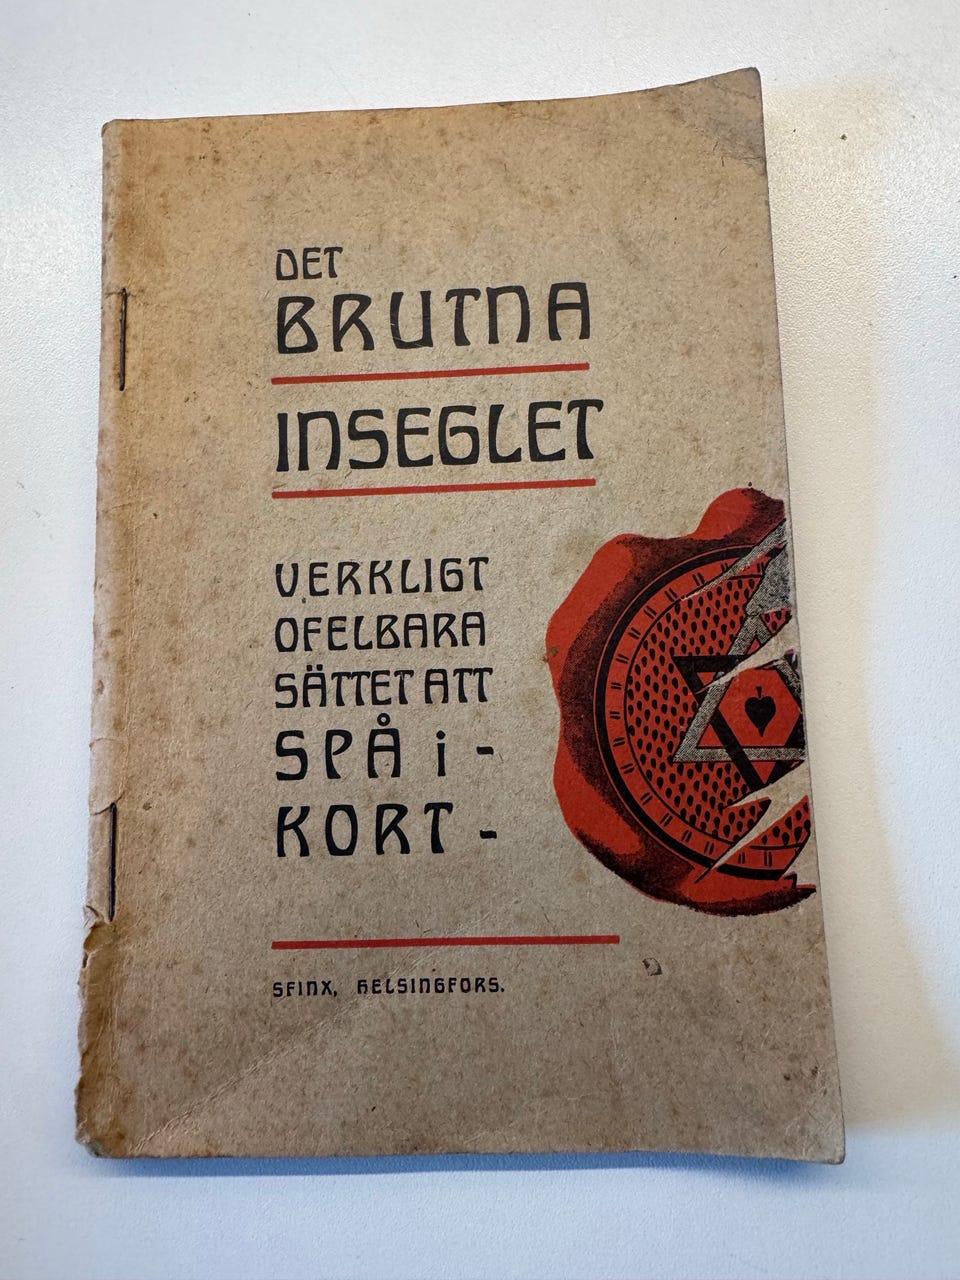 DET
BRUTNA
INSEGLET
VERKLIGT
OFELBARA
SÄTTET ATT
SPÅ i -
KORT -
SFINX, HELSINGFORS.